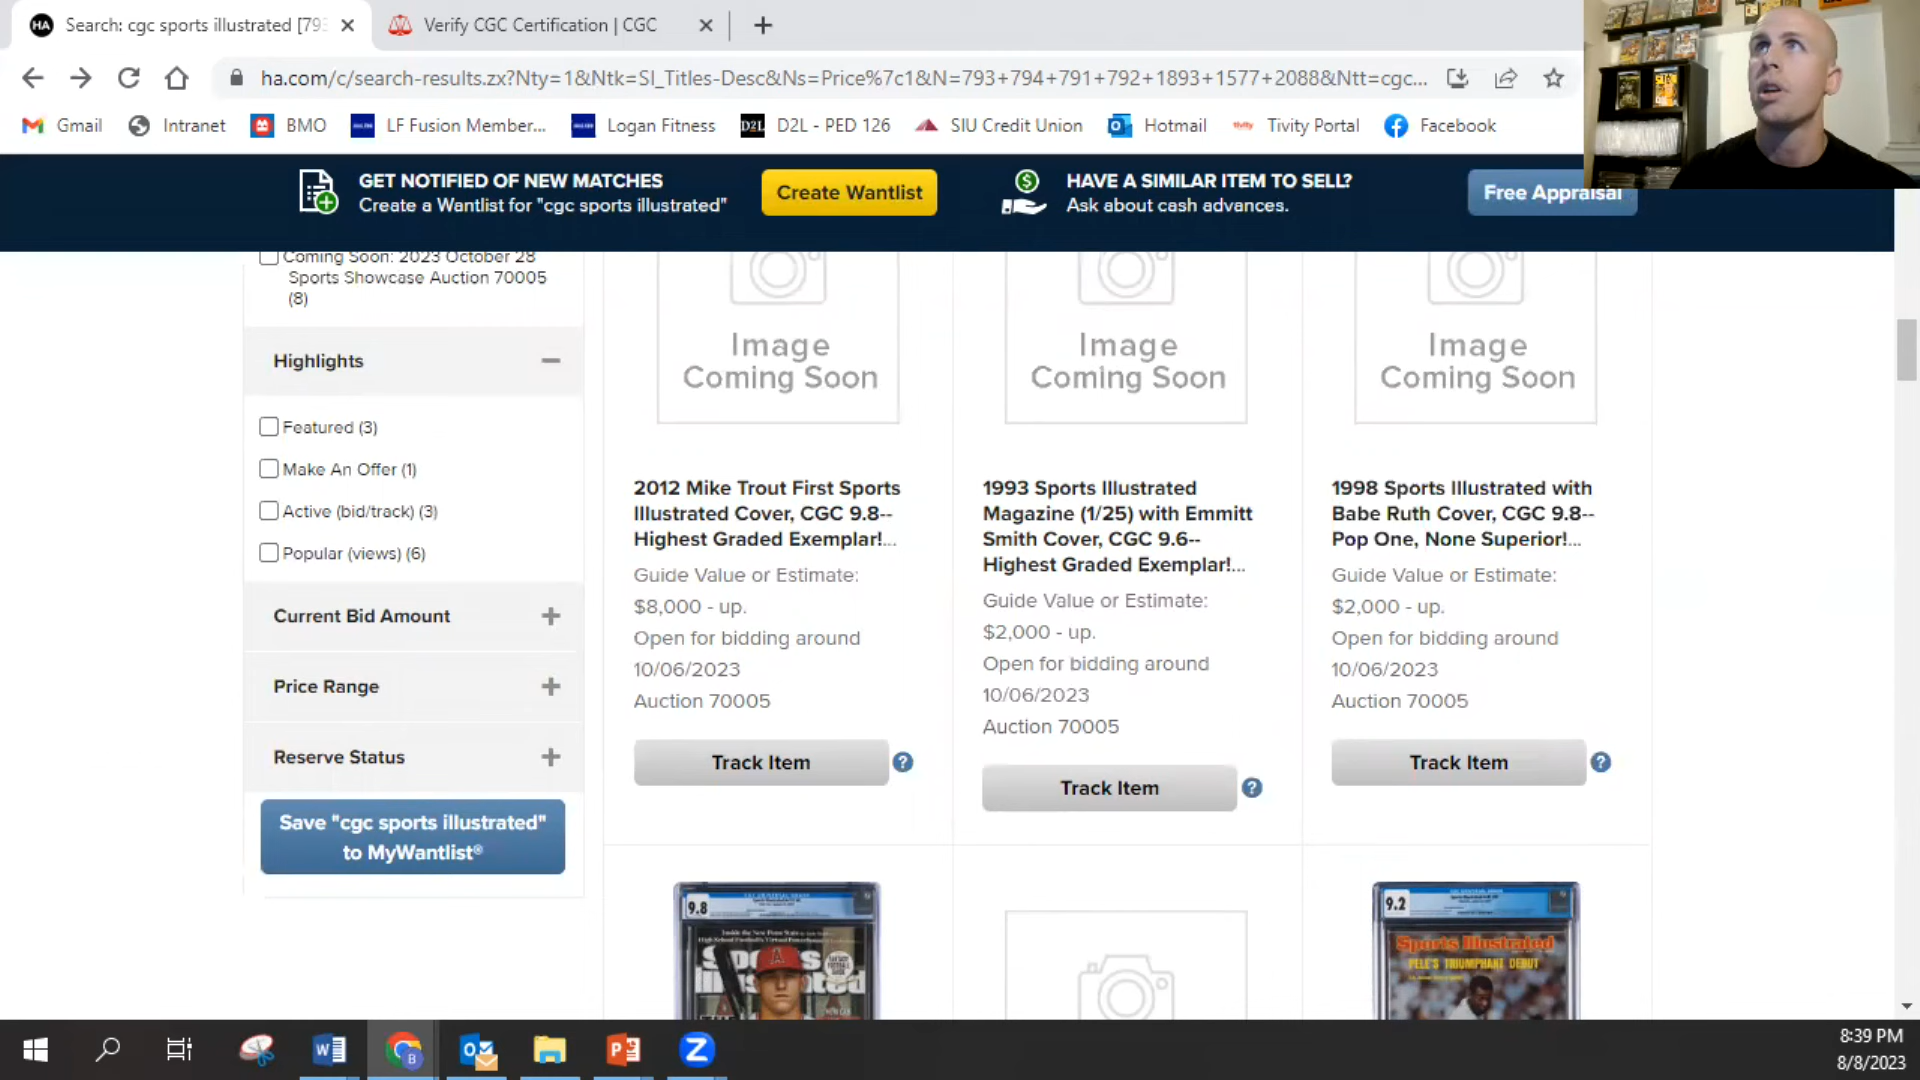 HA Search: cgc sports illustrated [793
Verify CGC Certification | CGC
ha.com/c/search-results.zx?Nty=1&Ntk=SI_Titles-Desc&Ns=Price%7c1&N=793+794+791+792+1893+1577+2088&Ntt=cgc...
Gmail Intranet BMO LF Fusion Member... Logan Fitness D2L D2L - PED 126 SIU Credit Union Hotmail Tivity Portal Facebook
GET NOTIFIED OF NEW MATCHES
Create a Wantlist for "cgc sports illustrated"
Create Wantlist
HAVE A SIMILAR ITEM TO SELL?
Ask about cash advances.
Free Appraisal
Coming Soon: 2023 October 28
Sports Showcase Auction 70005
(8)
Highlights
Featured (3)
Make An Offer (1)
Active (bid/track) (3)
Popular (views) (6)
Current Bid Amount
Price Range
Reserve Status
Save "cgc sports illustrated"
to MyWantlist®
Image
Coming Soon
2012 Mike Trout First Sports
Illustrated Cover, CGC 9.8--
Highest Graded Exemplar!...
Guide Value or Estimate:
$8,000 - up.
Open for bidding around
10/06/2023
Auction 70005
Track Item
Image
Coming Soon
1993 Sports Illustrated
Magazine (1/25) with Emmitt
Smith Cover, CGC 9.6--
Highest Graded Exemplar!...
Guide Value or Estimate:
$2,000 - up.
Open for bidding around
10/06/2023
Auction 70005
Track Item
Image
Coming Soon
1998 Sports Illustrated with
Babe Ruth Cover, CGC 9.8--
Pop One, None Superior!...
Guide Value or Estimate:
$2,000 - up.
Open for bidding around
10/06/2023
Auction 70005
Track Item
9.8
9.2
Sports Illustrated
PELE'S TRIUMPHANT DEBUT
8:39 PM
8/8/2023